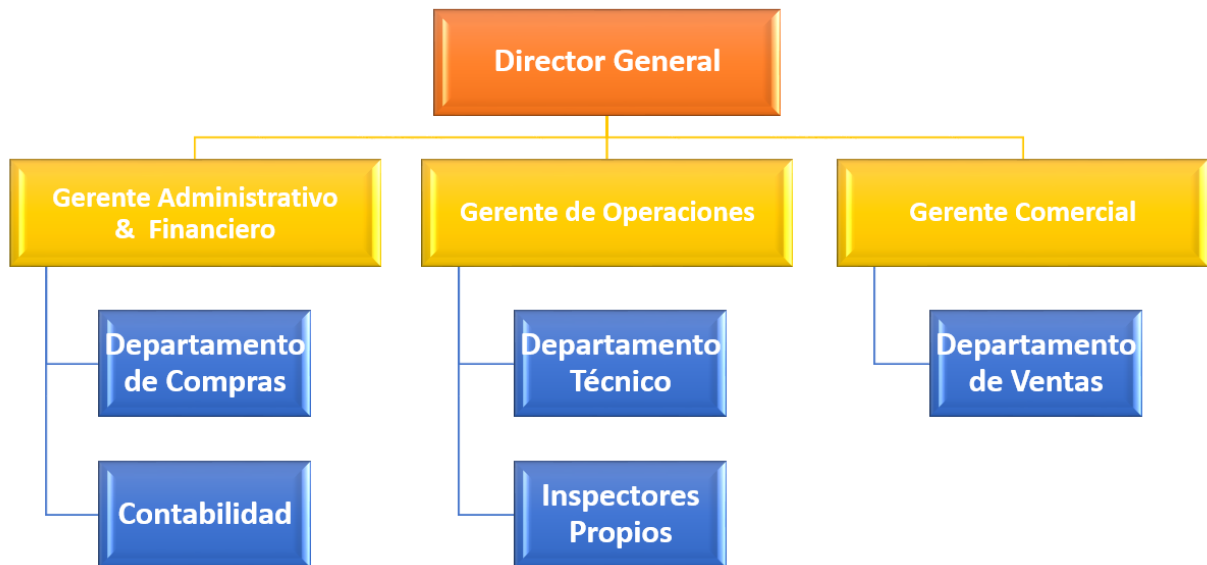 Director General
Gerente Administrativo
& Financiero
Gerente de Operaciones
Gerente Comercial
Departamento
de Compras
Departamento
Técnico
Departamento
de Ventas
Contabilidad
Inspectores
Propios